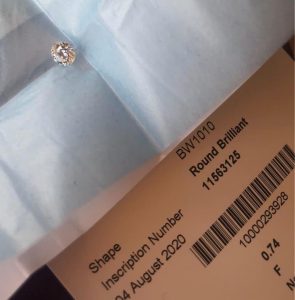 BW1010
Shape Round Brilliant
Inscription Number 11563125
04 August 2020
10000293928
0.74
F